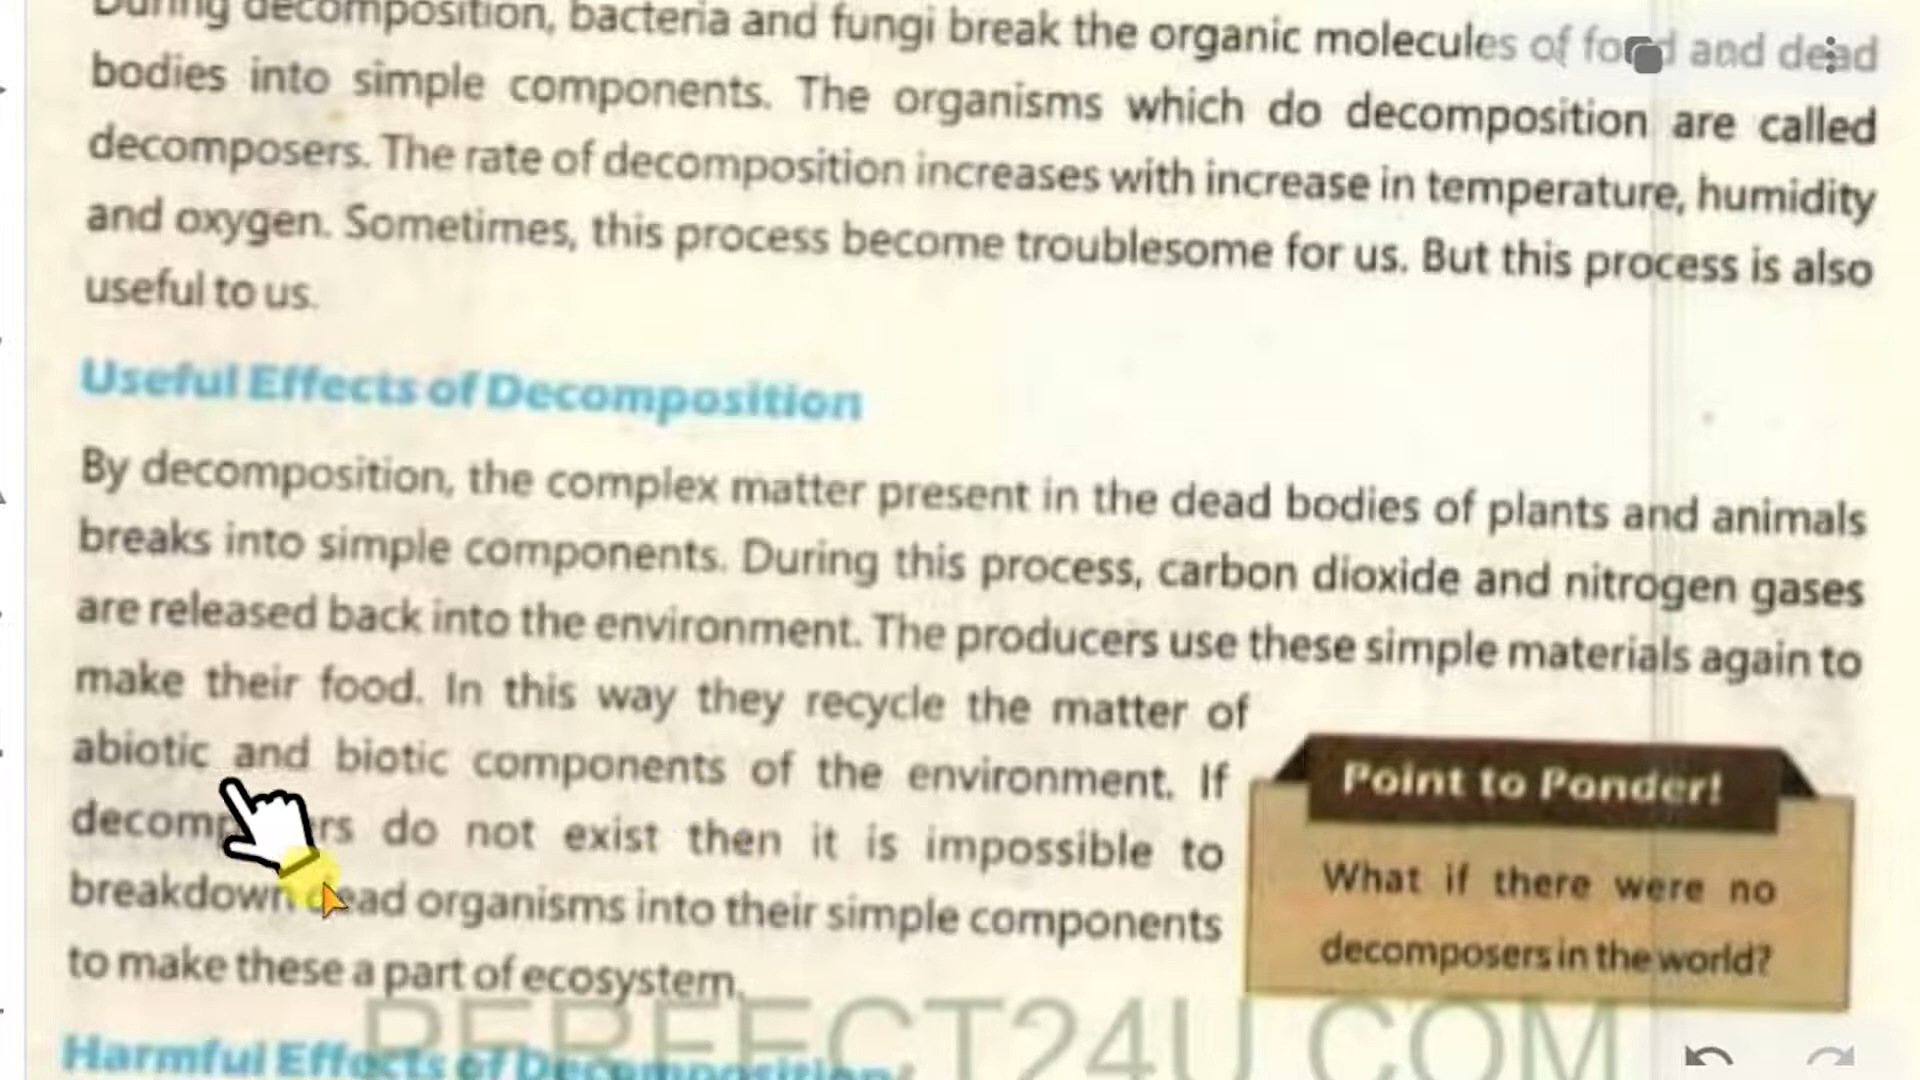 During decomposition, bacteria and fungi break the organic molecules of food and dead
bodies into simple components. The organisms which do decomposition are called
decomposers. The rate of decomposition increases with increase in temperature, humidity
and oxygen. Sometimes, this process become troublesome for us. But this process is also
useful to us.
Useful Effects of Decomposition
By decomposition, the complex matter present in the dead bodies of plants and animals
breaks into simple components. During this process, carbon dioxide and nitrogen gases
are released back into the environment. The producers use these simple materials again to
make their food. In this way they recycle the matter of
abiotic and biotic components of the environment. If
decomposers do not exist then it is impossible to
breakdown dead organisms into their simple components
to make these a part of ecosystem.
Point to Ponder!
What if there were no
decomposers in the world?
PERFECT24U.COM
Harmful Effects of Decomposition